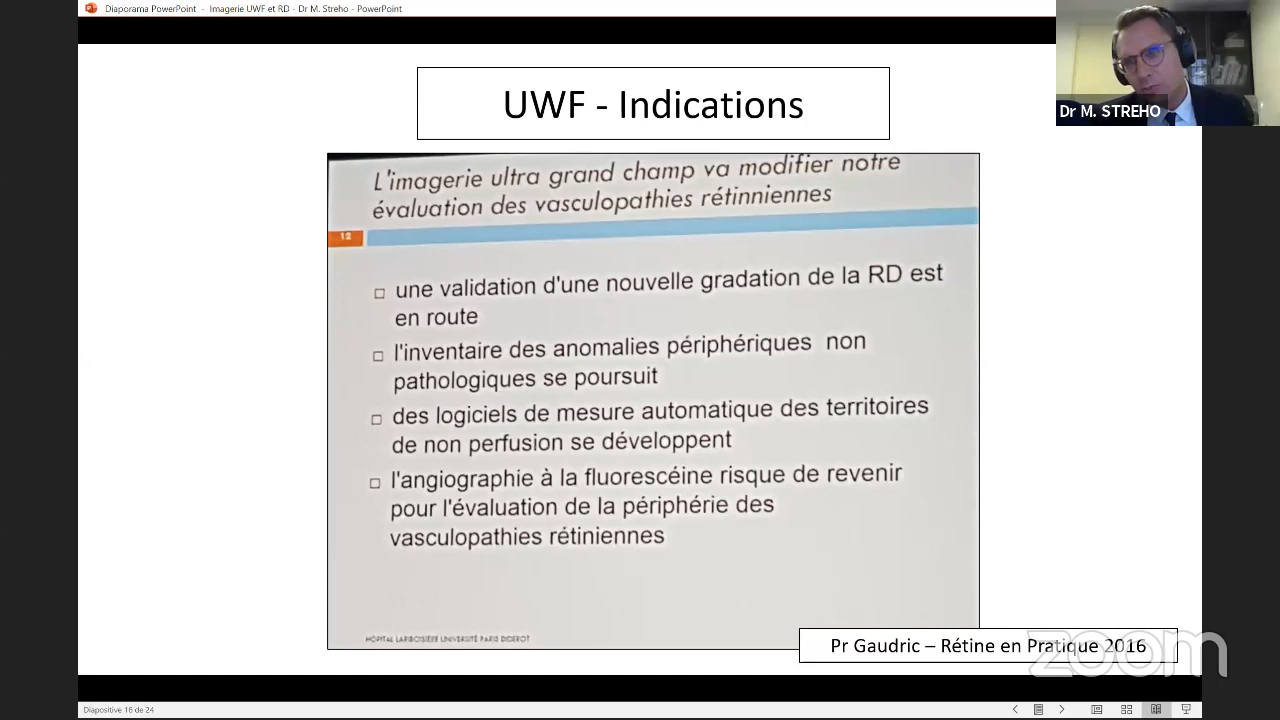 Diaporama PowerPoint - Imagerie UWF et RD - Dr M. Streho - PowerPoint
Dr M. STREHO
UWF - Indications
L'imagerie ultra grand champ va modifier notre
évaluation des vasculopathies rétinniennes
12
une validation d'une nouvelle gradation de la RD est
en route
l'inventaire des anomalies périphériques non
pathologiques se poursuit
des logiciels de mesure automatique des territoires
de non perfusion se développent
l'angiographie à la fluorescéine risque de revenir
pour l'évaluation de la périphérie des
vasculopathies rétiniennes
HÔPITAL LARIBOISIÈRE UNIVERSITÉ PARIS DIDEROT
Pr Gaudric – Rétine en Pratique 2016
zoom
Diapositive 16 de 24